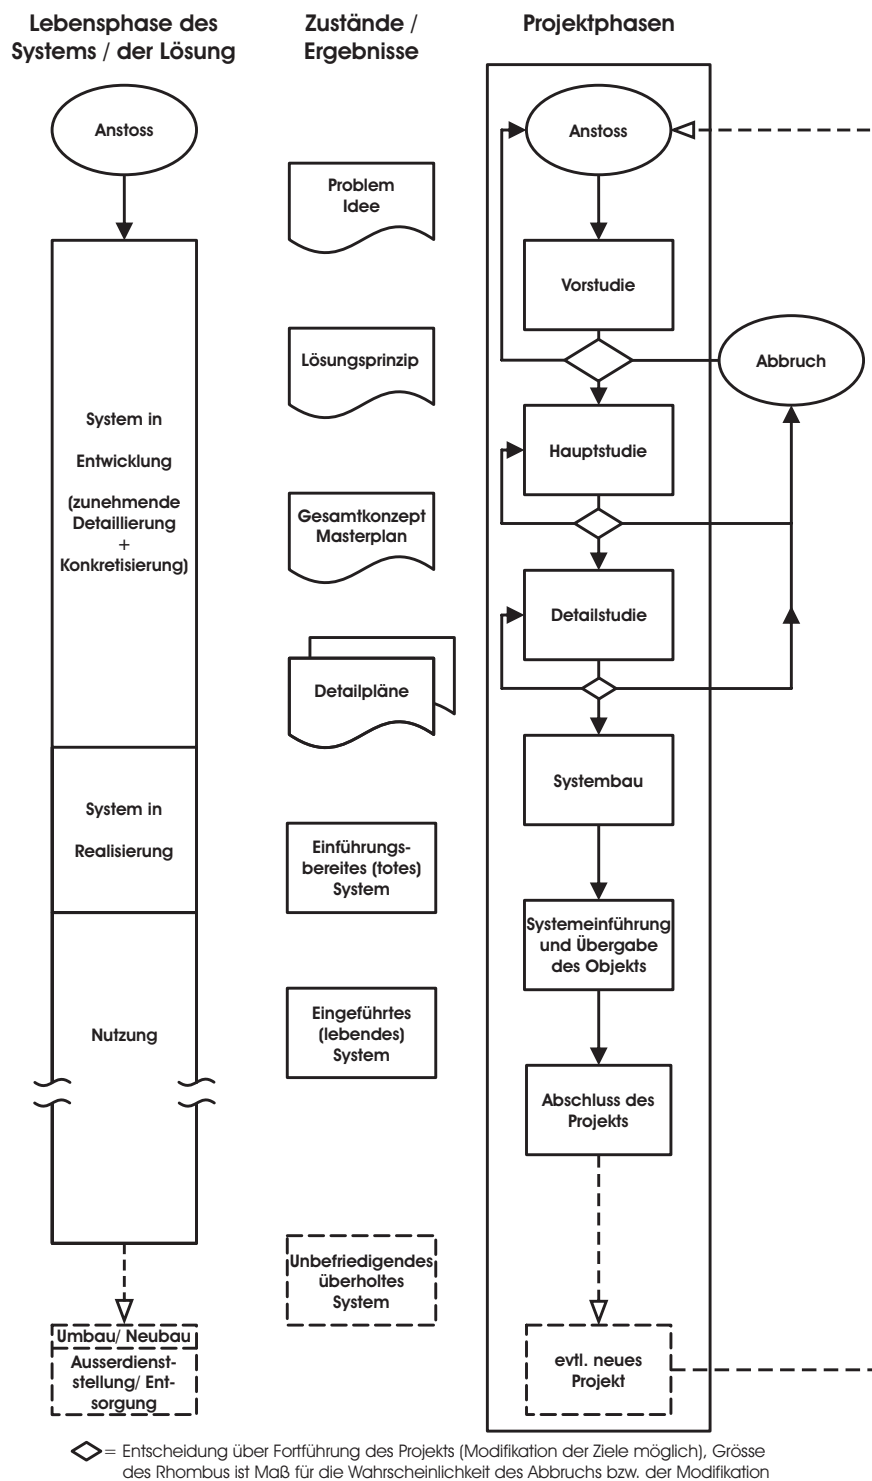 Lebensphase des
Systems / der Lösung
Anstoss
System in
Entwicklung
(zunehmende
Detaillierung
+
Konkretisierung)
System in
Realisierung
Nutzung
Umbau/ Neubau
Ausserdienst-
stellung/ Ent-
sorgung
Zustände /
Ergebnisse
Problem
Idee
Lösungsprinzip
Gesamtkonzept
Masterplan
Detailpläne
Einführungs-
bereites (totes)
System
Eingeführtes
(lebendes)
System
Unbefriedigendes
überholtes
System
Projektphasen
Anstoss
Vorstudie
Abbruch
Hauptstudie
Detailstudie
Systembau
Systemeinführung
und Übergabe
des Objekts
Abschluss des
Projekts
evtl. neues
Projekt
= Entscheidung über Fortführung des Projekts (Modifikation der Ziele möglich), Grösse
des Rhombus ist Maß für die Wahrscheinlichkeit des Abbruchs bzw. der Modifikation